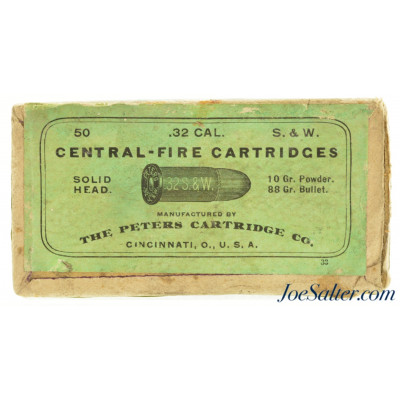 50 .32 CAL. S. & W.
CENTRAL-FIRE CARTRIDGES
SOLID HEAD.
.32 S.&W.
10 Gr. Powder.
88 Gr. Bullet.
MANUFACTURED BY
THE PETERS CARTRIDGE CO.
CINCINNATI, O., U. S. A.
JoeSalter.com